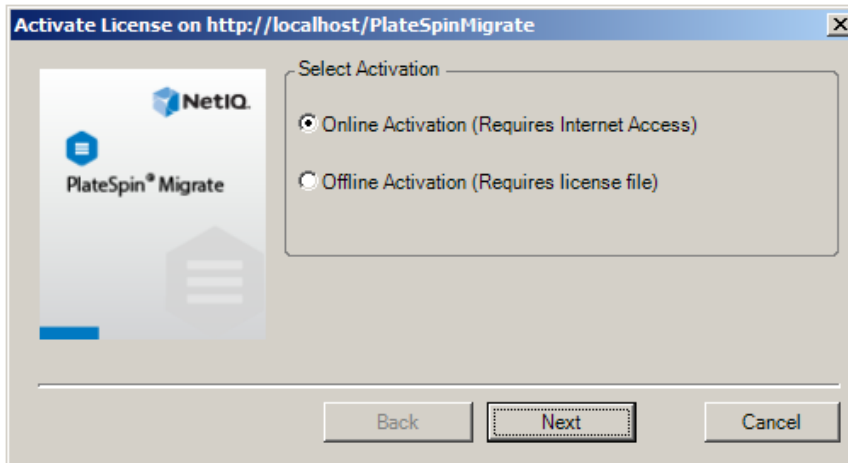 Activate License on http://localhost/PlateSpinMigrate
NetIQ.
PlateSpin® Migrate
Select Activation
Online Activation (Requires Internet Access)
Offline Activation (Requires license file)
Back
Next
Cancel